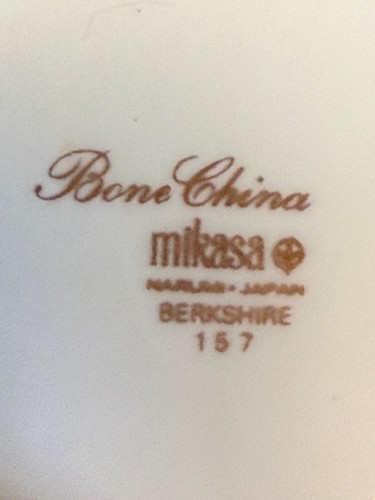 Bone China
mikasa
NARUMI - JAPAN
BERKSHIRE
157